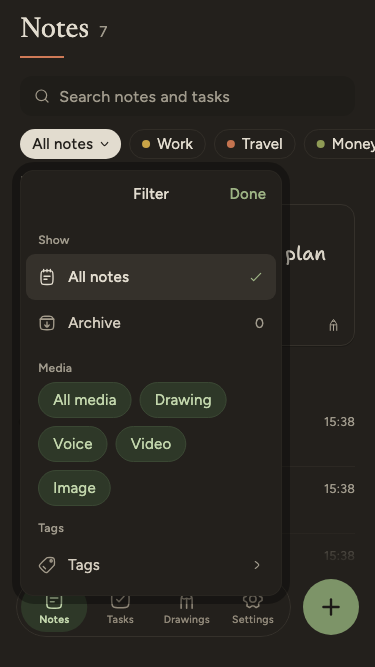 Notes 7
Search notes and tasks
All notes Work Travel Money
Filter Done
Show
All notes
plan
Archive 0
Media
All media Drawing
15:38
Voice Video
Image
15:38
Tags
Tags
15:38
Notes Tasks Drawings Settings